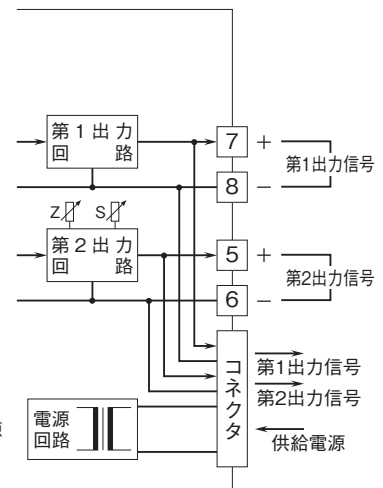 第1出力
回　　路
7
+
第1出力信号
8
−
Z
S
第2出力
回　　路
5
+
第2出力信号
6
−
コネクタ
第1出力信号
第2出力信号
供給電源
電源
回路